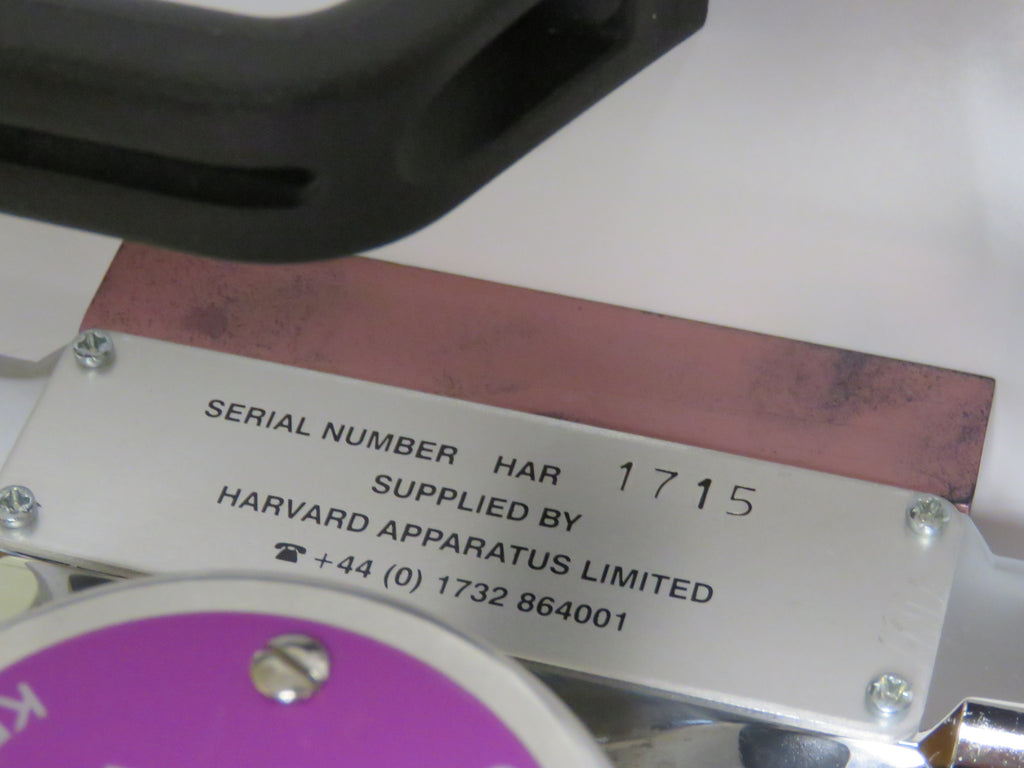 SERIAL NUMBER HAR 1715
SUPPLIED BY
HARVARD APPARATUS LIMITED
☎ +44 (0) 1732 864001